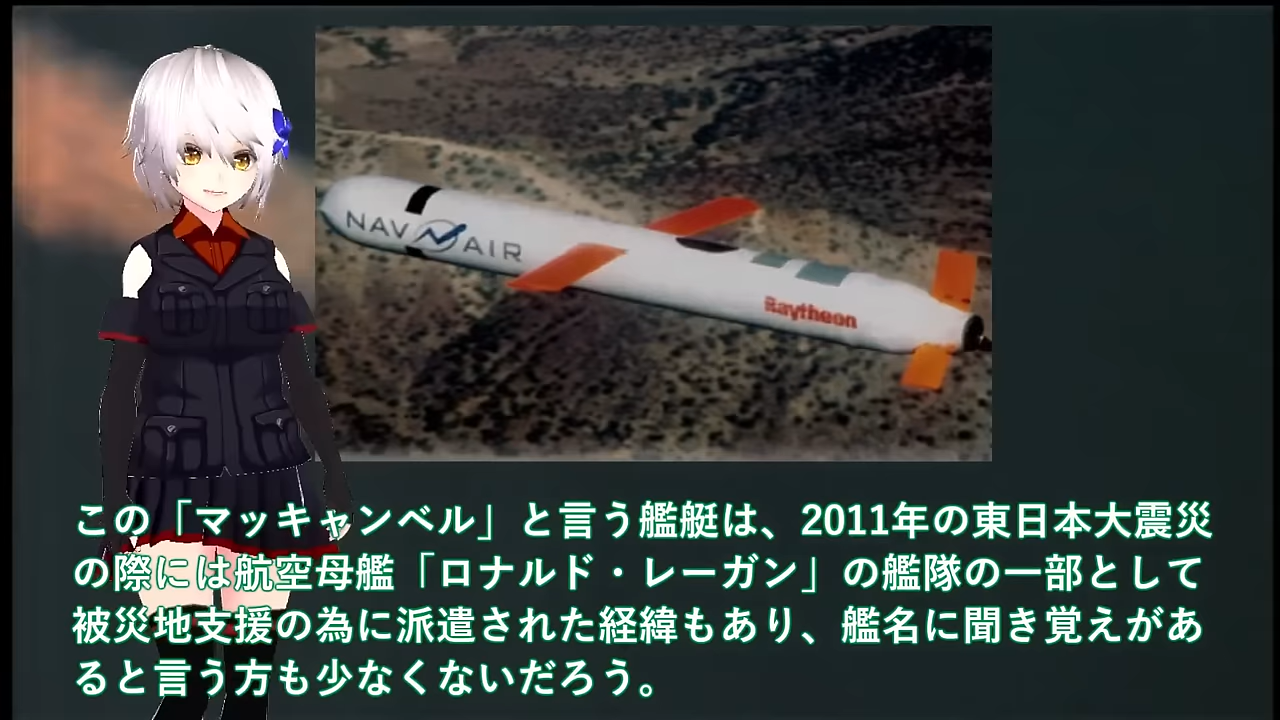 NAV AIR
Raytheon
この「マッキャンベル」と言う艦艇は、2011年の東日本大震災
の際には航空母艦「ロナルド・レーガン」の艦隊の一部として
被災地支援の為に派遣された経緯もあり、艦名に聞き覚えがあ
ると言う方も少なくないだろう。